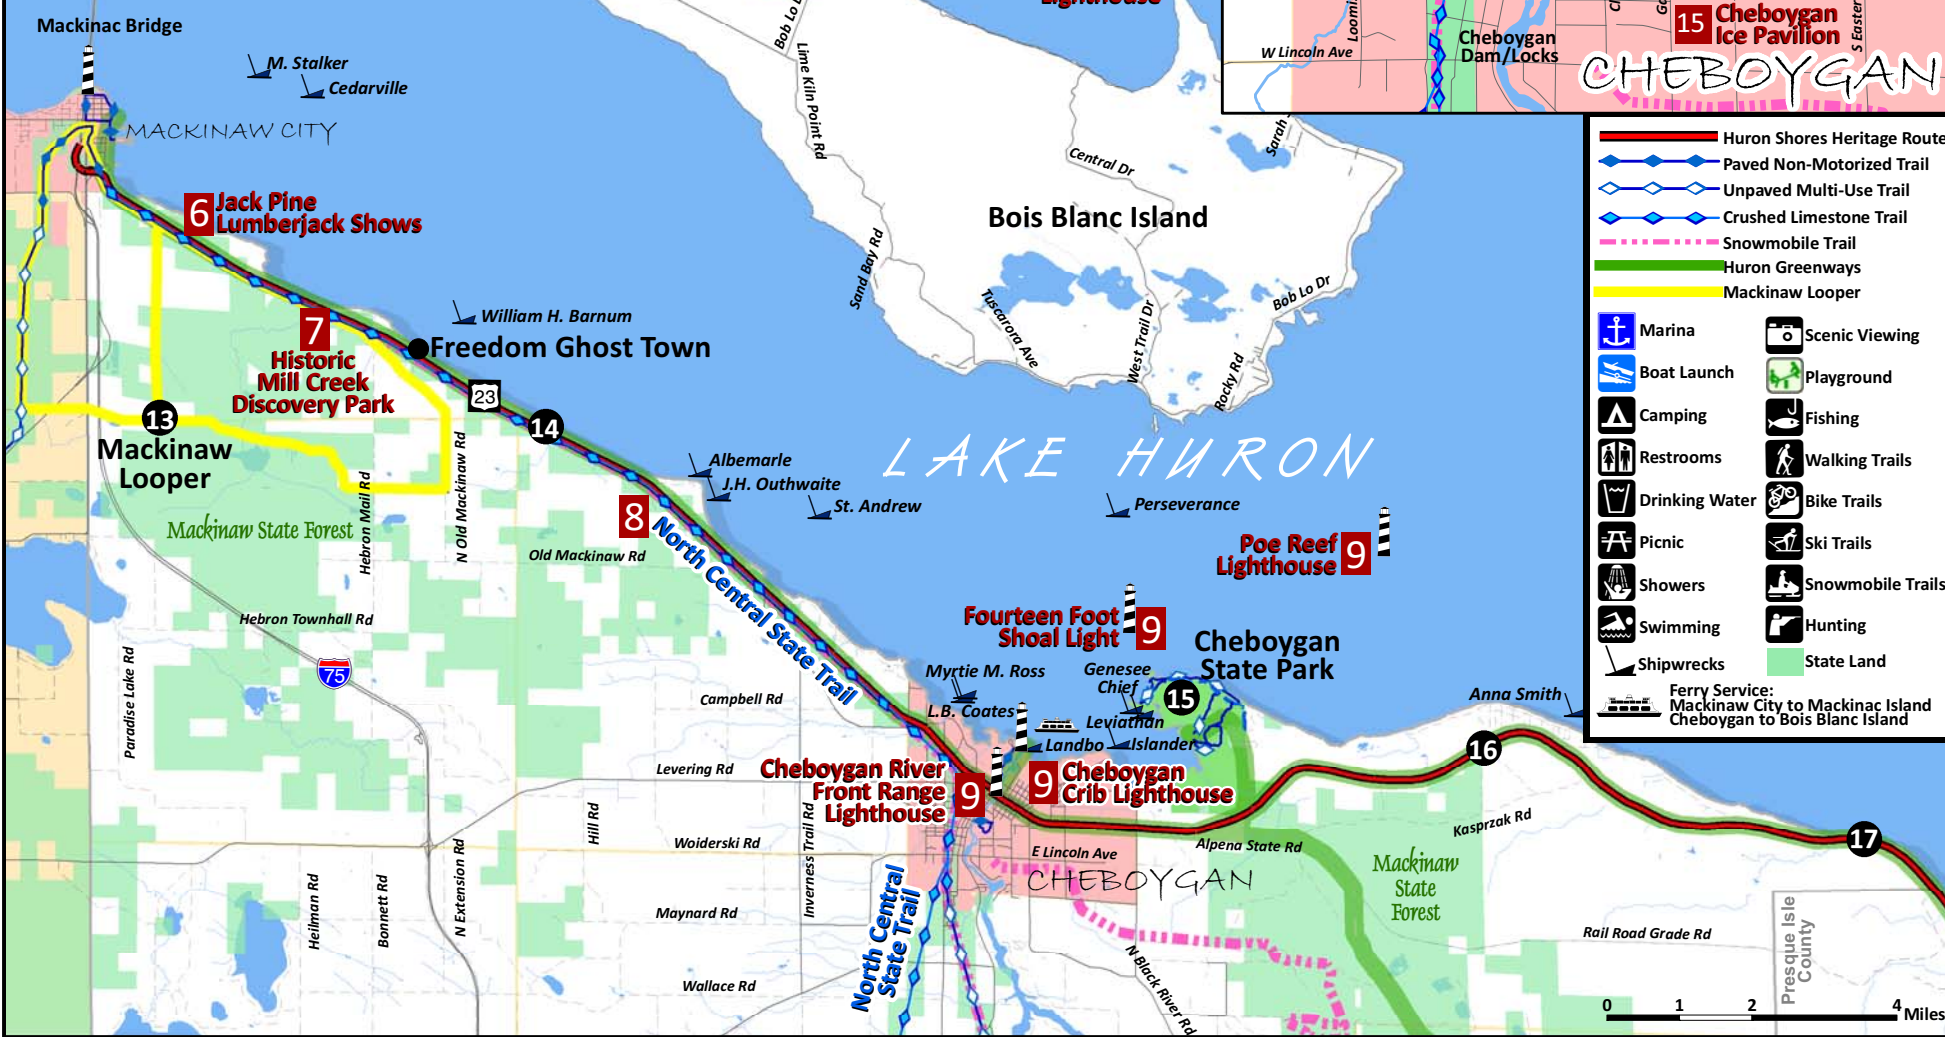 Mackinac Bridge
M. Stalker
Cedarville
MACKINAW CITY
6
Jack Pine
Lumberjack Shows
7
Historic
Mill Creek
Discovery Park
William H. Barnum
Freedom Ghost Town
23
14
13
Mackinaw
Looper
Mackinaw State Forest
Hebron Mail Rd
N Old Mackinaw Rd
Old Mackinaw Rd
Hebron Townhall Rd
75
Paradise Lake Rd
8
North Central State Trail
Albemarle
J.H. Outhwaite
St. Andrew
Perseverance
LAKE HURON
Lighthouse
Bob Lo
Lime Kiln Point Rd
Central Dr
Sarah
Bois Blanc Island
Sand Bay Rd
Tuscarora Ave
West Trail Dr
Bob Lo Dr
Rocky Rd
Poe Reef
Lighthouse
9
Fourteen Foot
Shoal Light
9
Cheboygan
State Park
15
Myrtie M. Ross
L.B. Coates
Genesee
Chief
Leviathan
Landbo
Islander
Anna Smith
Campbell Rd
Levering Rd
Cheboygan River
Front Range
Lighthouse
9
9
Cheboygan
Crib Lighthouse
16
17
Hill Rd
Inverness Trail Rd
Woiderski Rd
E Lincoln Ave
CHEBOYGAN
Alpena State Rd
Kasprzak Rd
Mackinaw
State
Forest
Heilman Rd
Bonnett Rd
N Extension Rd
Maynard Rd
Wallace Rd
North Central
State Trail
N Black River Rd
Rail Road Grade Rd
Presque Isle
County
0 1 2 4 Miles
W Lincoln Ave
Cheboygan
Dam/Locks
15
Cheboygan
Ice Pavilion
S Easter
CHEBOYGAN
Huron Shores Heritage Route
Paved Non-Motorized Trail
Unpaved Multi-Use Trail
Crushed Limestone Trail
Snowmobile Trail
Huron Greenways
Mackinaw Looper
Marina
Scenic Viewing
Boat Launch
Playground
Camping
Fishing
Restrooms
Walking Trails
Drinking Water
Bike Trails
Picnic
Ski Trails
Showers
Snowmobile Trails
Swimming
Hunting
Shipwrecks
State Land
Ferry Service:
Mackinaw City to Mackinac Island
Cheboygan to Bois Blanc Island